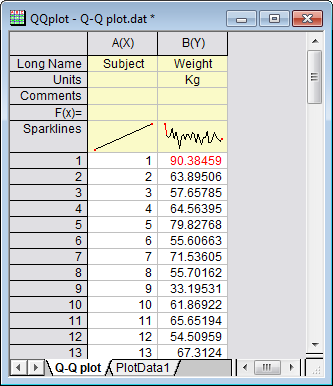 QQplot - Q-Q plot.dat *
A(X) B(Y)
Long Name Subject Weight
Units Kg
Comments
F(x)=
Sparklines
1 1 90.38459
2 2 63.89506
3 3 57.65785
4 4 64.56395
5 5 79.82768
6 6 55.60663
7 7 71.53605
8 8 55.70162
9 9 33.19531
10 10 61.86922
11 11 65.65194
12 12 54.50959
13 13 67.3124
Q-Q plot PlotData1